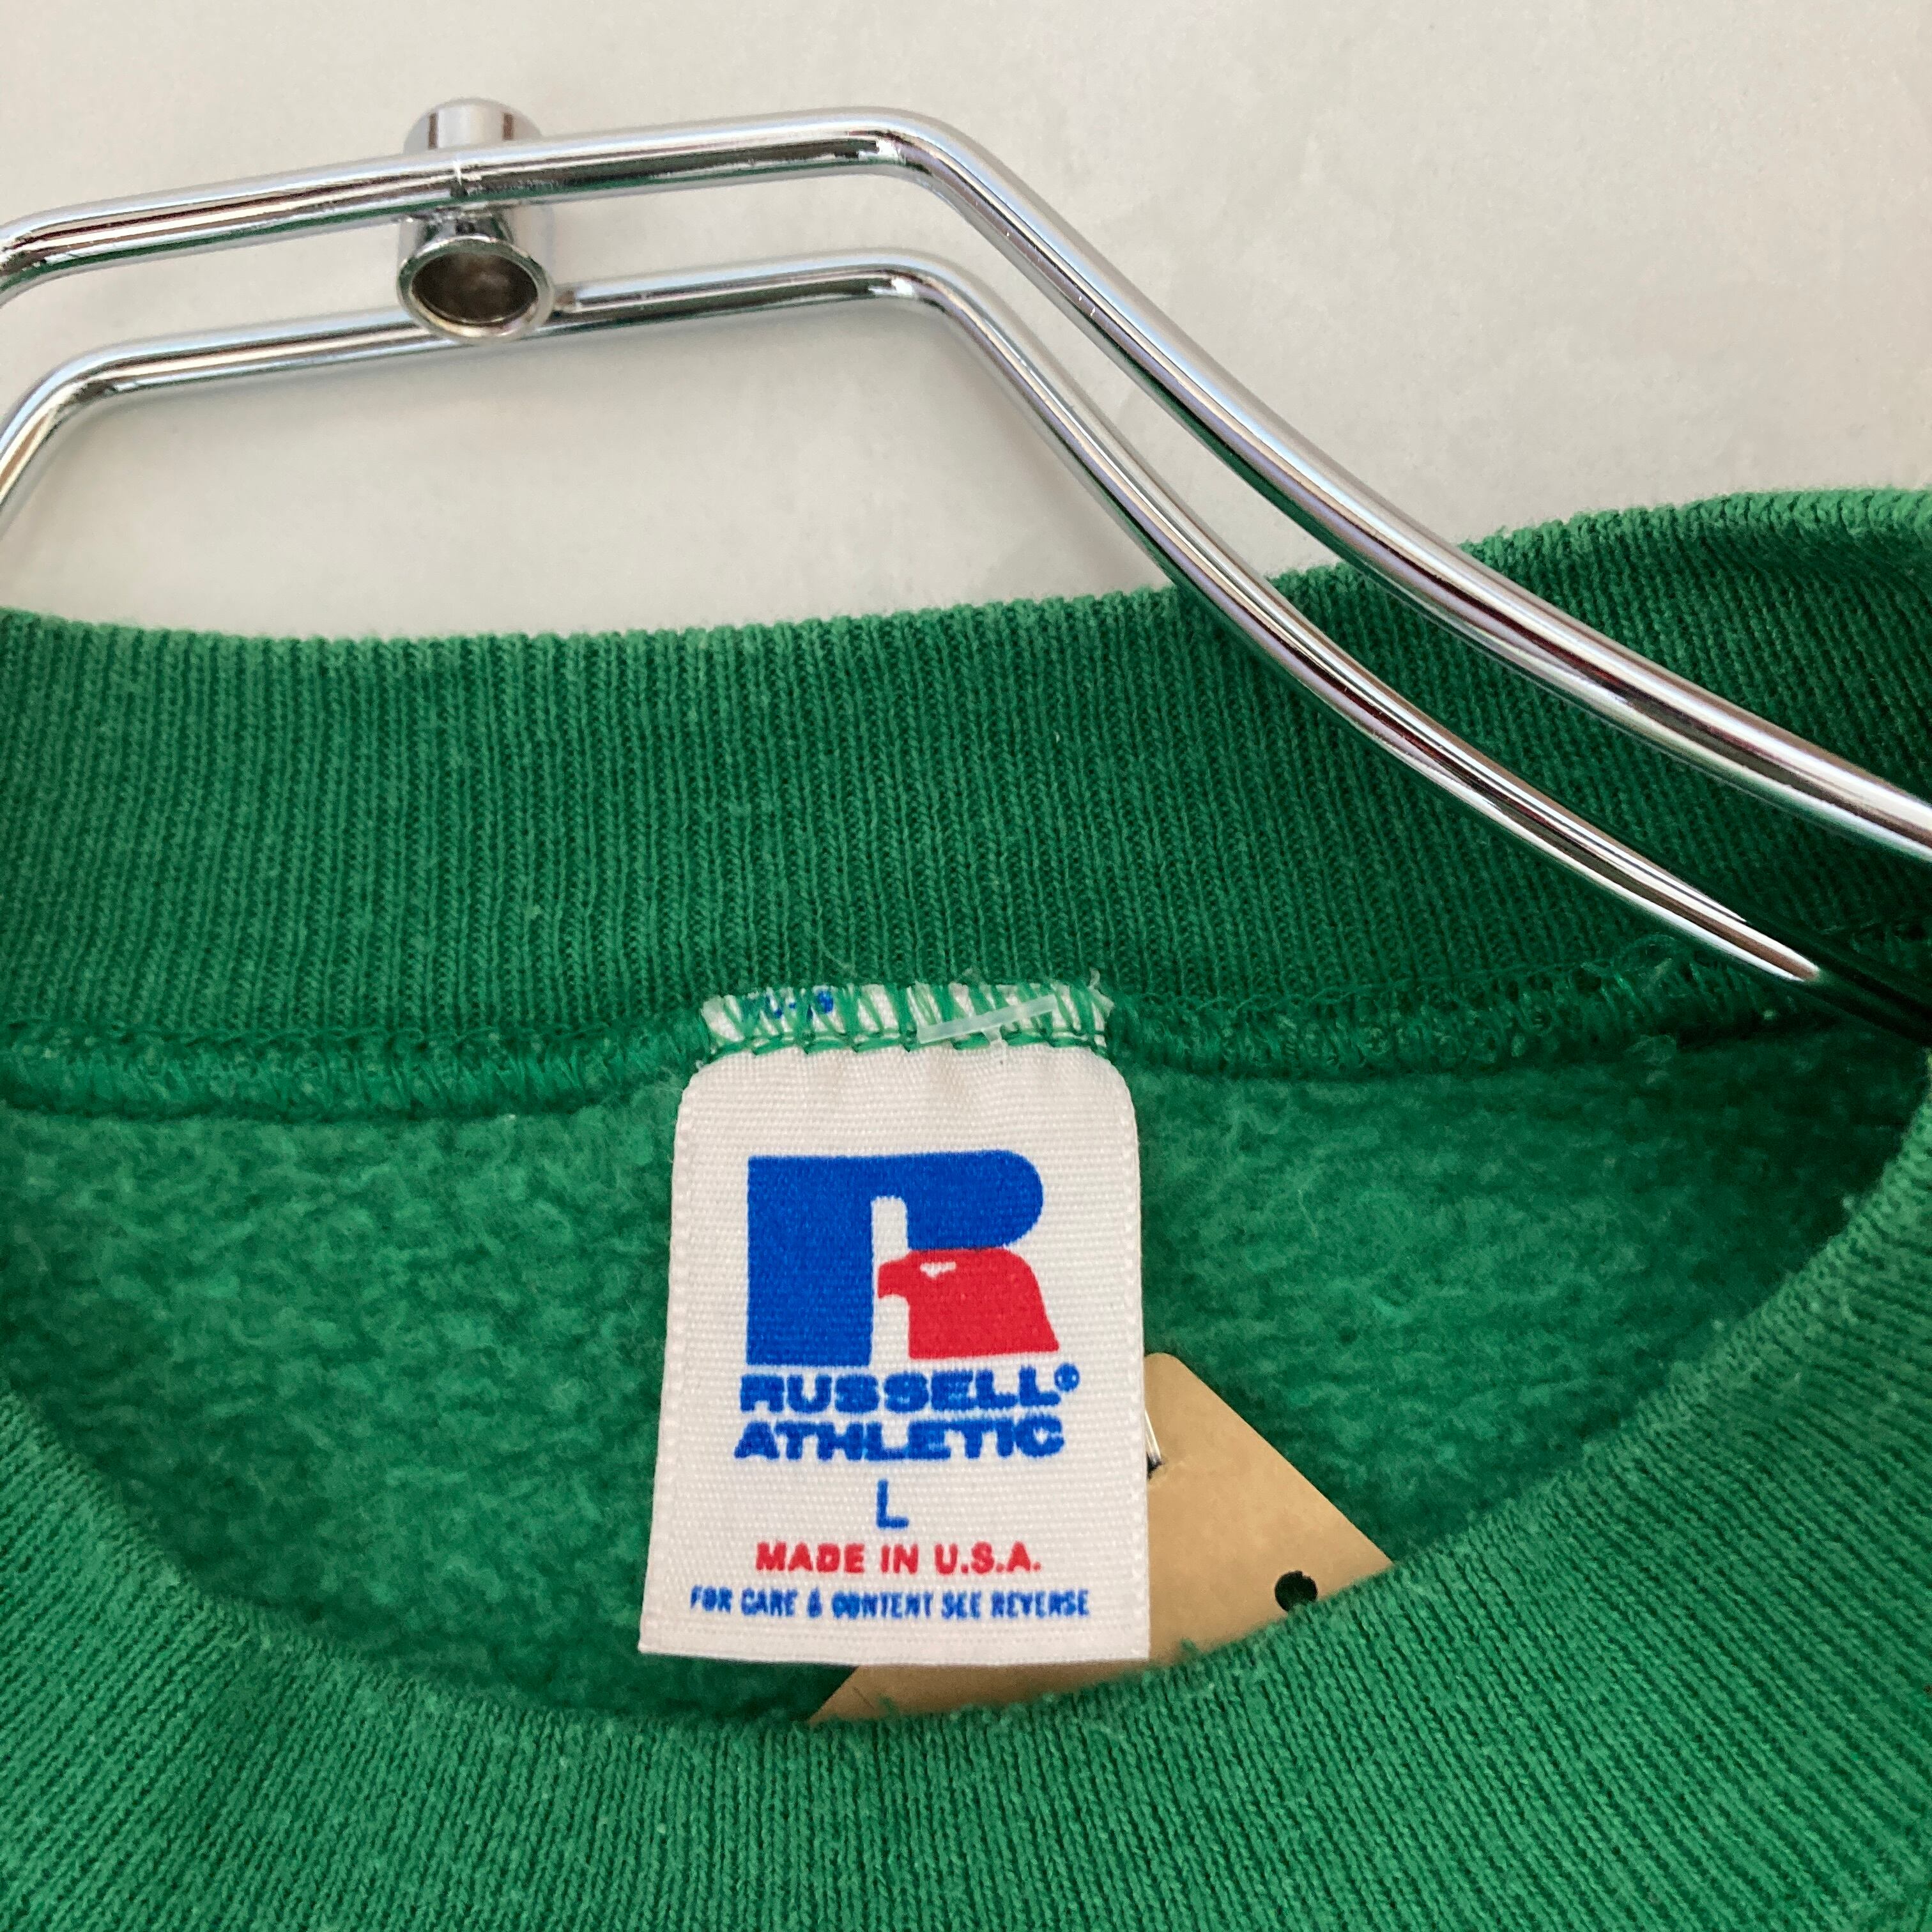 RUSSELL®
ATHLETIC
L
MADE IN U.S.A.
FOR CARE & CONTENT SEE REVERSE